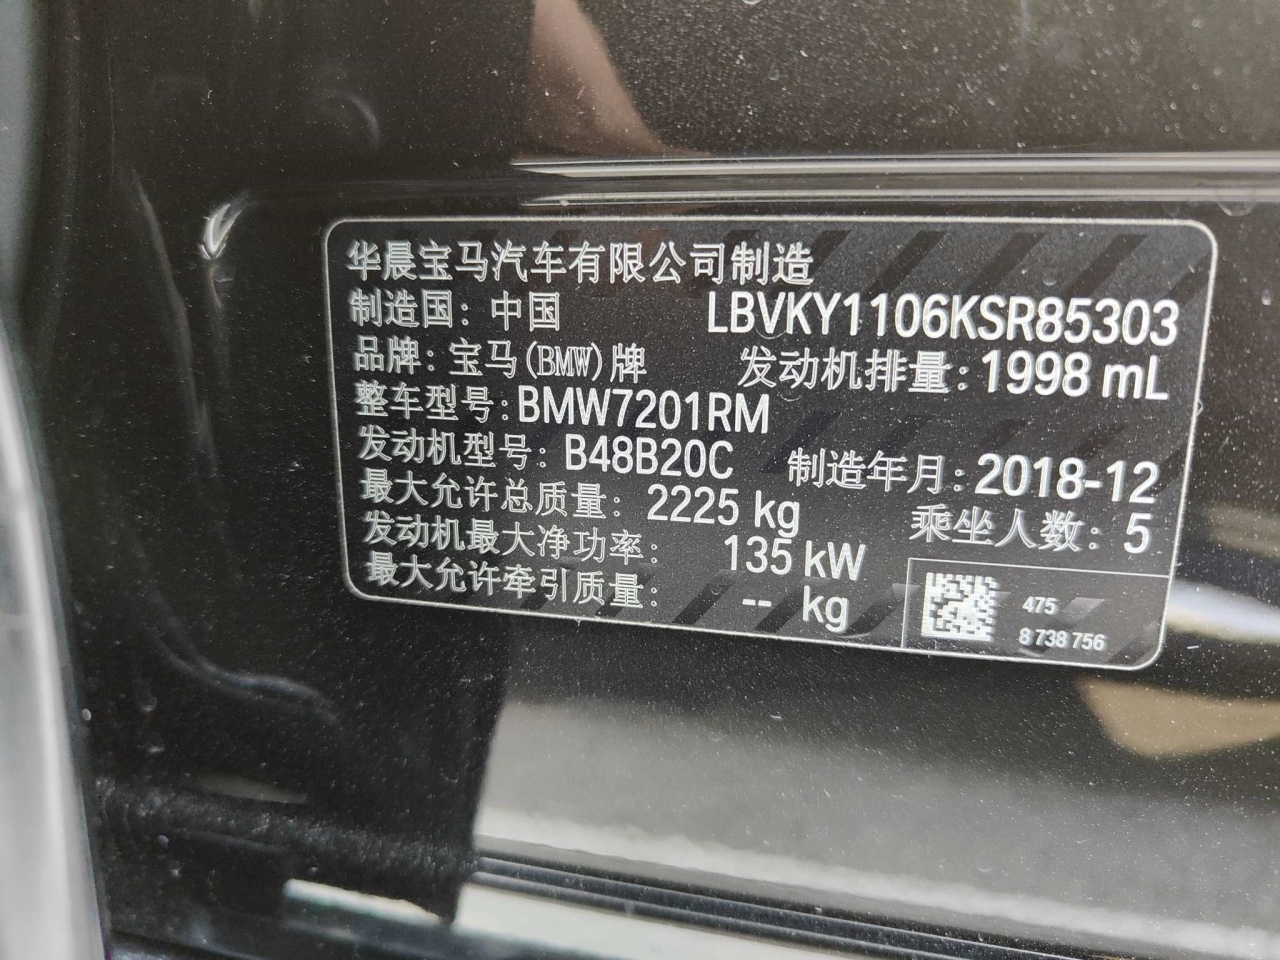 华晨宝马汽车有限公司制造
制造国：中国 LBVKY1106KSR85303
品牌：宝马(BMW)牌 发动机排量：1998 mL
整车型号：BMW7201RM
发动机型号：B48B20C 制造年月：2018-12
最大允许总质量：2225 kg 乘坐人数：5
发动机最大净功率：135 kW
最大允许牵引质量：-- kg
475
8 738 756